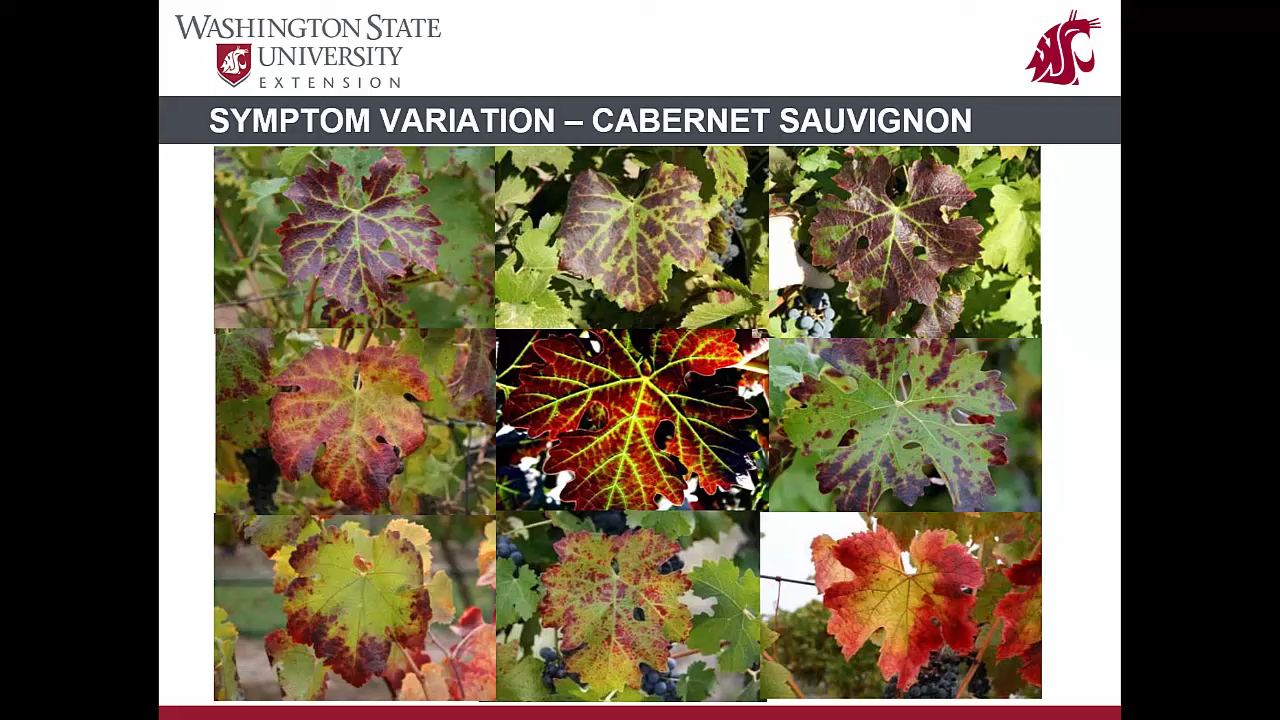 WASHINGTON STATE
UNIVERSITY
EXTENSION
SYMPTOM VARIATION – CABERNET SAUVIGNON